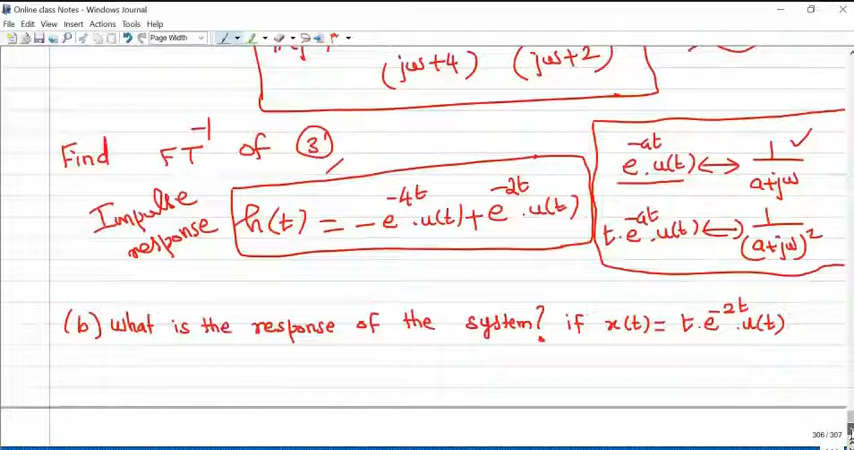 Online class Notes - Windows Journal
File Edit View Insert Actions Tools Help
Page Width
(jω+4) (jω+2)
Find FT⁻¹ of ③
Impulse response
h(t) = -e^{-4t}.u(t)+e^{-2t}.u(t)
e^{-at}.u(t)⟷ 1/(a+jω) ✓
t.e^{-at}.u(t)⟷ 1/(a+jω)²
(b) What is the response of the system? if x(t)= t.e^{-2t}.u(t)
306 / 307